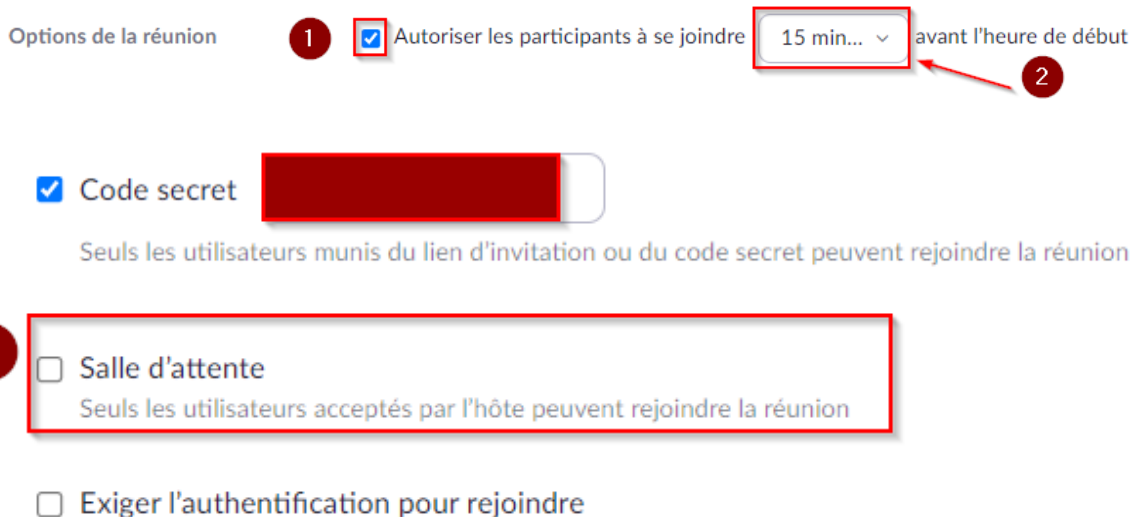 Options de la réunion 1 Autoriser les participants à se joindre 15 min... avant l'heure de début
2
Code secret
Seuls les utilisateurs munis du lien d'invitation ou du code secret peuvent rejoindre la réunion
Salle d'attente
Seuls les utilisateurs acceptés par l'hôte peuvent rejoindre la réunion
Exiger l'authentification pour rejoindre